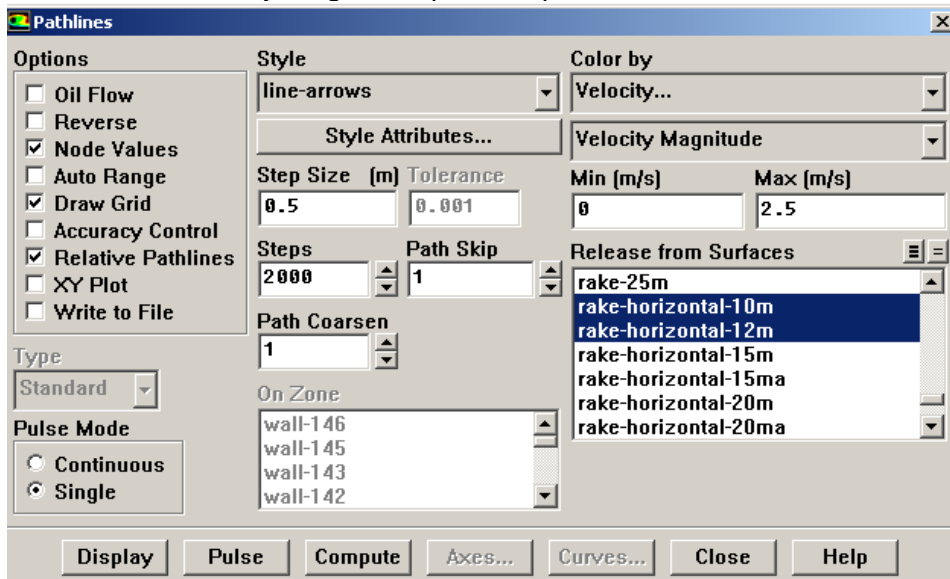 Pathlines
Options
Oil Flow
Reverse
Node Values
Auto Range
Draw Grid
Accuracy Control
Relative Pathlines
XY Plot
Write to File
Type
Standard
Pulse Mode
Continuous
Single
Style
line-arrows
Style Attributes...
Step Size (m) Tolerance
0.5 0.001
Steps Path Skip
2000 1
Path Coarsen
1
On Zone
wall-146
wall-145
wall-143
wall-142
Color by
Velocity...
Velocity Magnitude
Min (m/s) Max (m/s)
0 2.5
Release from Surfaces
rake-25m
rake-horizontal-10m
rake-horizontal-12m
rake-horizontal-15m
rake-horizontal-15ma
rake-horizontal-20m
rake-horizontal-20ma
Display Pulse Compute Axes... Curves... Close Help